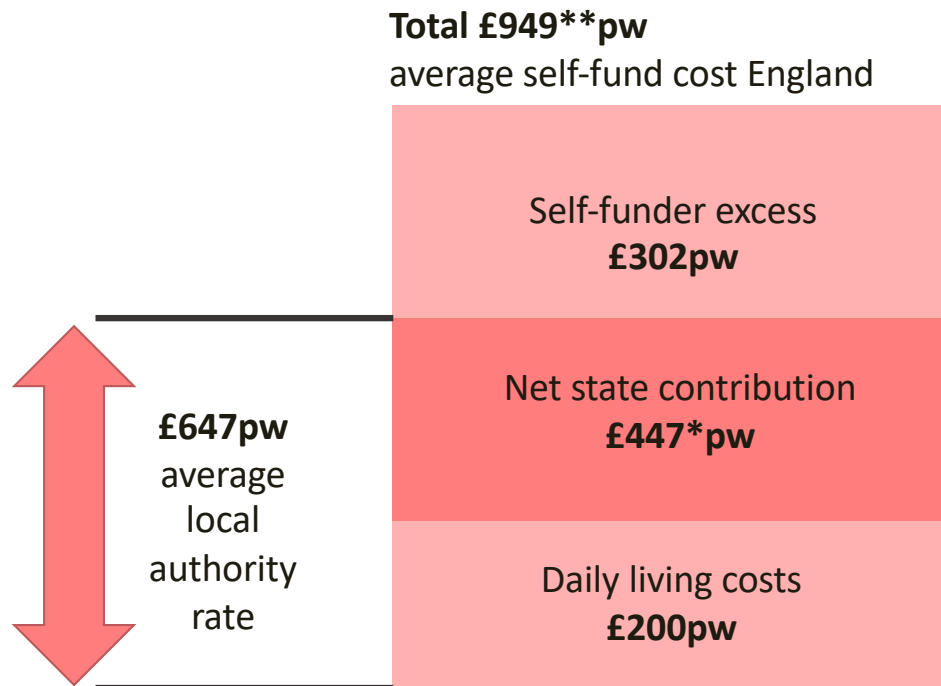 Total £949**pw
average self-fund cost England
Self-funder excess
£302pw
Net state contribution
£447*pw
£647pw
average
local
authority
rate
Daily living costs
£200pw